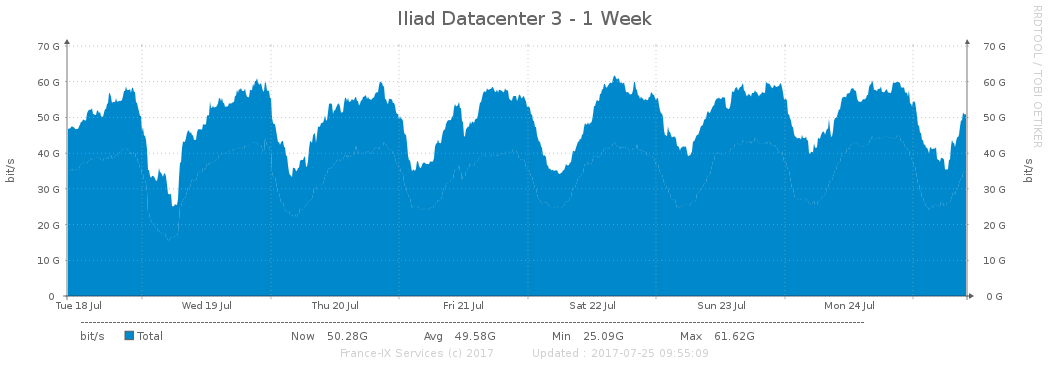 Iliad Datacenter 3 - 1 Week
RRDTOOL / TOBI OETIKER
70 G 70 G
60 G 60 G
50 G 50 G
40 G 40 G
30 G 30 G
20 G 20 G
10 G 10 G
0 0 G
bit/s bit/s
Tue 18 Jul Wed 19 Jul Thu 20 Jul Fri 21 Jul Sat 22 Jul Sun 23 Jul Mon 24 Jul
bit/s Total Now 50.28G Avg 49.58G Min 25.09G Max 61.62G
France-IX Services (c) 2017 Updated : 2017-07-25 09:55:09